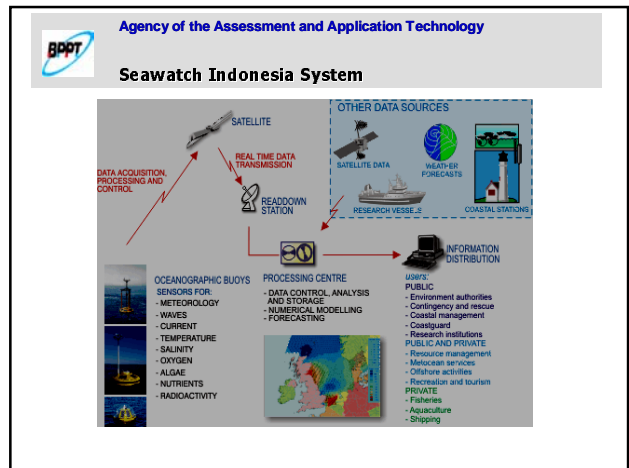 Agency of the Assessment and Application Technology
BPPT
Seawatch Indonesia System
OTHER DATA SOURCES
SATELLITE
SATELLITE DATA
WEATHER
FORECASTS
REAL TIME DATA
TRANSMISSION
DATA ACQUISITION,
PROCESSING AND
CONTROL
READDOWN
STATION
RESEARCH VESSELS
COASTAL STATIONS
INFORMATION
DISTRIBUTION
OCEANOGRAPHIC BUOYS
SENSORS FOR:
- METEOROLOGY
- WAVES
- CURRENT
- TEMPERATURE
- SALINITY
- OXYGEN
- ALGAE
- NUTRIENTS
- RADIOACTIVITY
PROCESSING CENTRE
- DATA CONTROL, ANALYSIS
AND STORAGE
- NUMERICAL MODELLING
- FORECASTING
users:
PUBLIC
- Environment authorities
- Contingency and rescue
- Coastal management
- Coastguard
- Research institutions
PUBLIC AND PRIVATE
- Resource management
- Metocean services
- Offshore activities
- Recreation and tourism
PRIVATE
- Fisheries
- Aquaculture
- Shipping